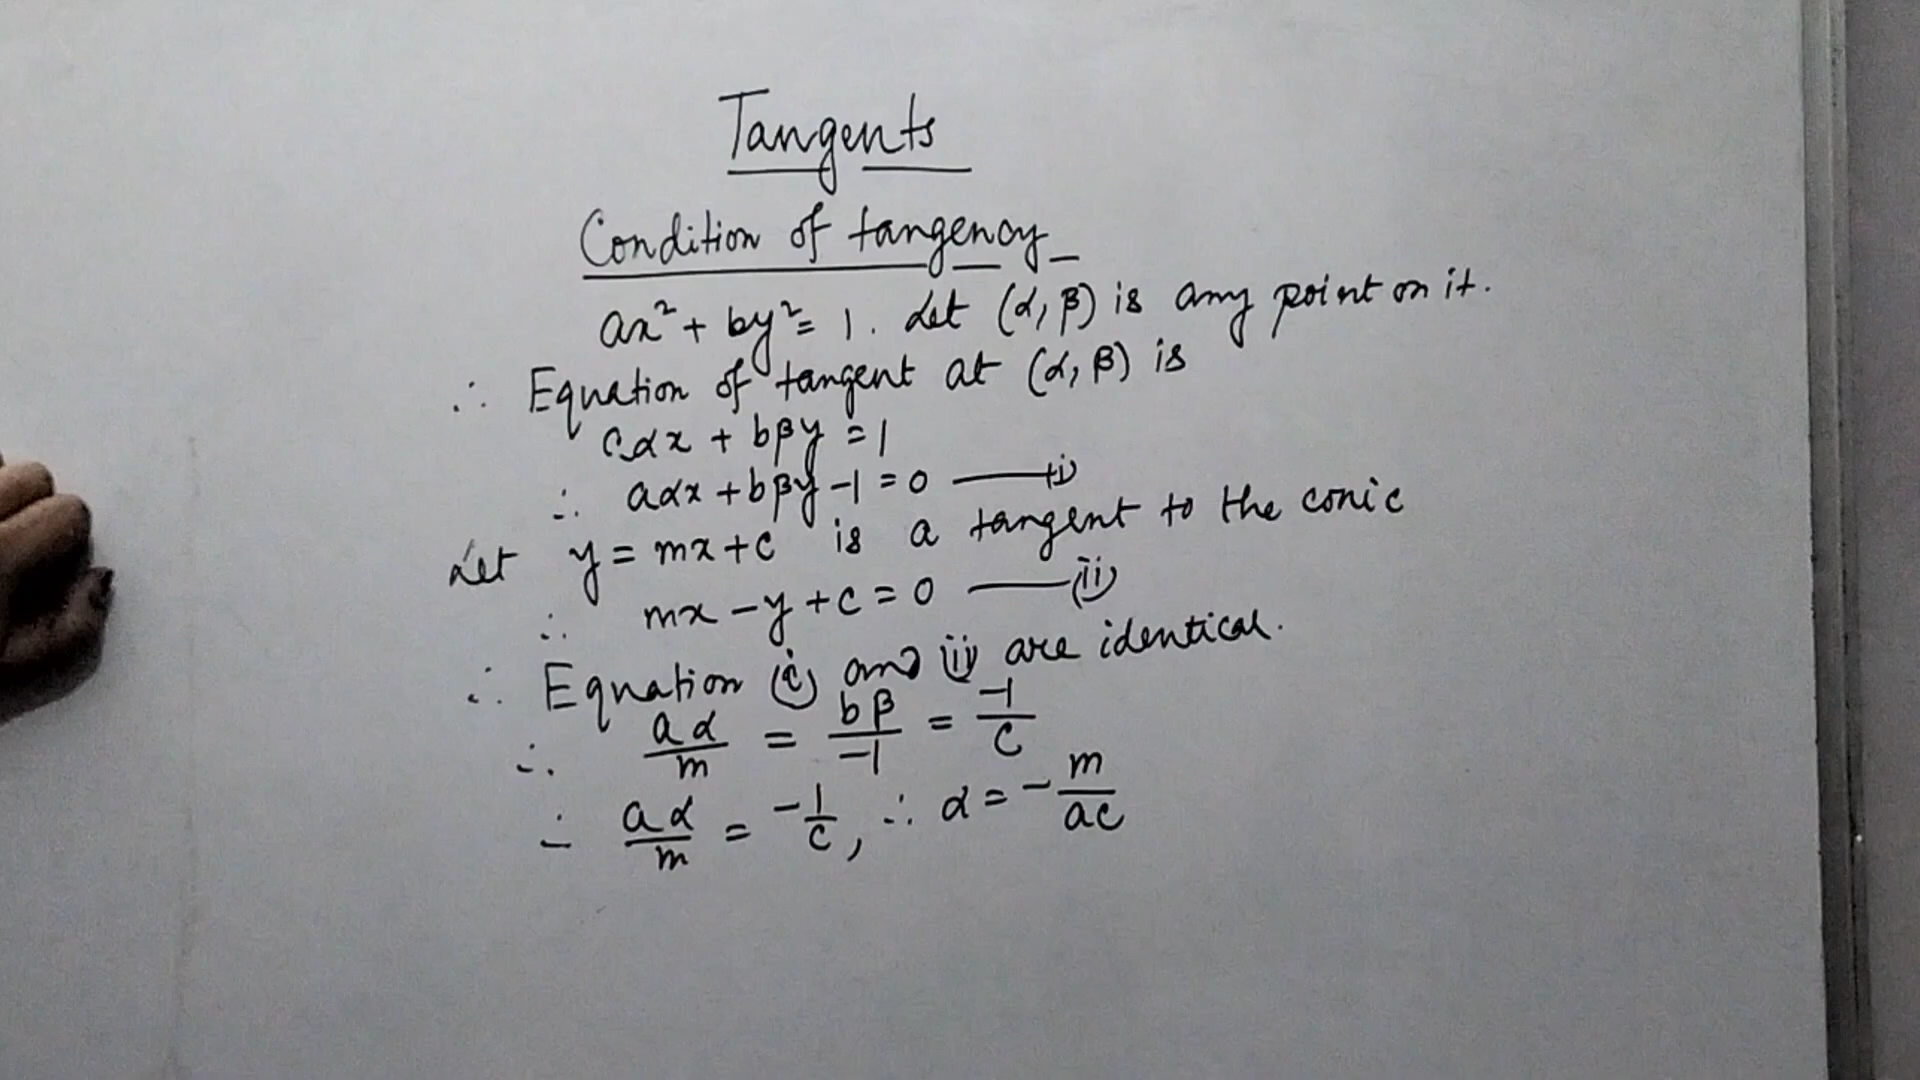 Tangents
Condition of tangency
ax² + by² = 1. Let (α, β) is any point on it.
∴ Equation of tangent at (α, β) is
aαx + bβy = 1
∴ aαx + bβy - 1 = 0 —— (i)
Let y = mx + c is a tangent to the conic
∴ mx - y + c = 0 —— (ii)
∴ Equation (i) and (ii) are identical.
∴ aα/m = bβ/-1 = -1/c
∴ aα/m = -1/c, ∴ α = - m/ac